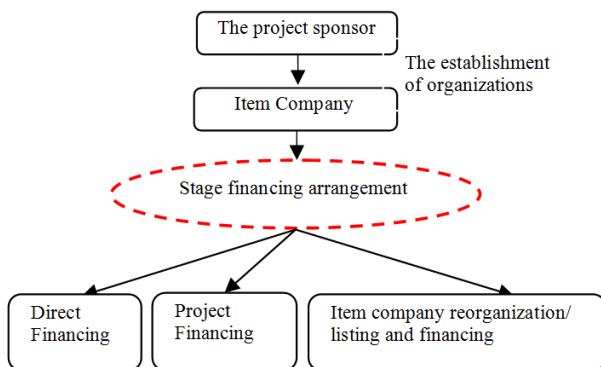 The project sponsor
The establishment
of organizations
Item Company
Stage financing arrangement
Direct
Financing
Project
Financing
Item company reorganization/
listing and financing